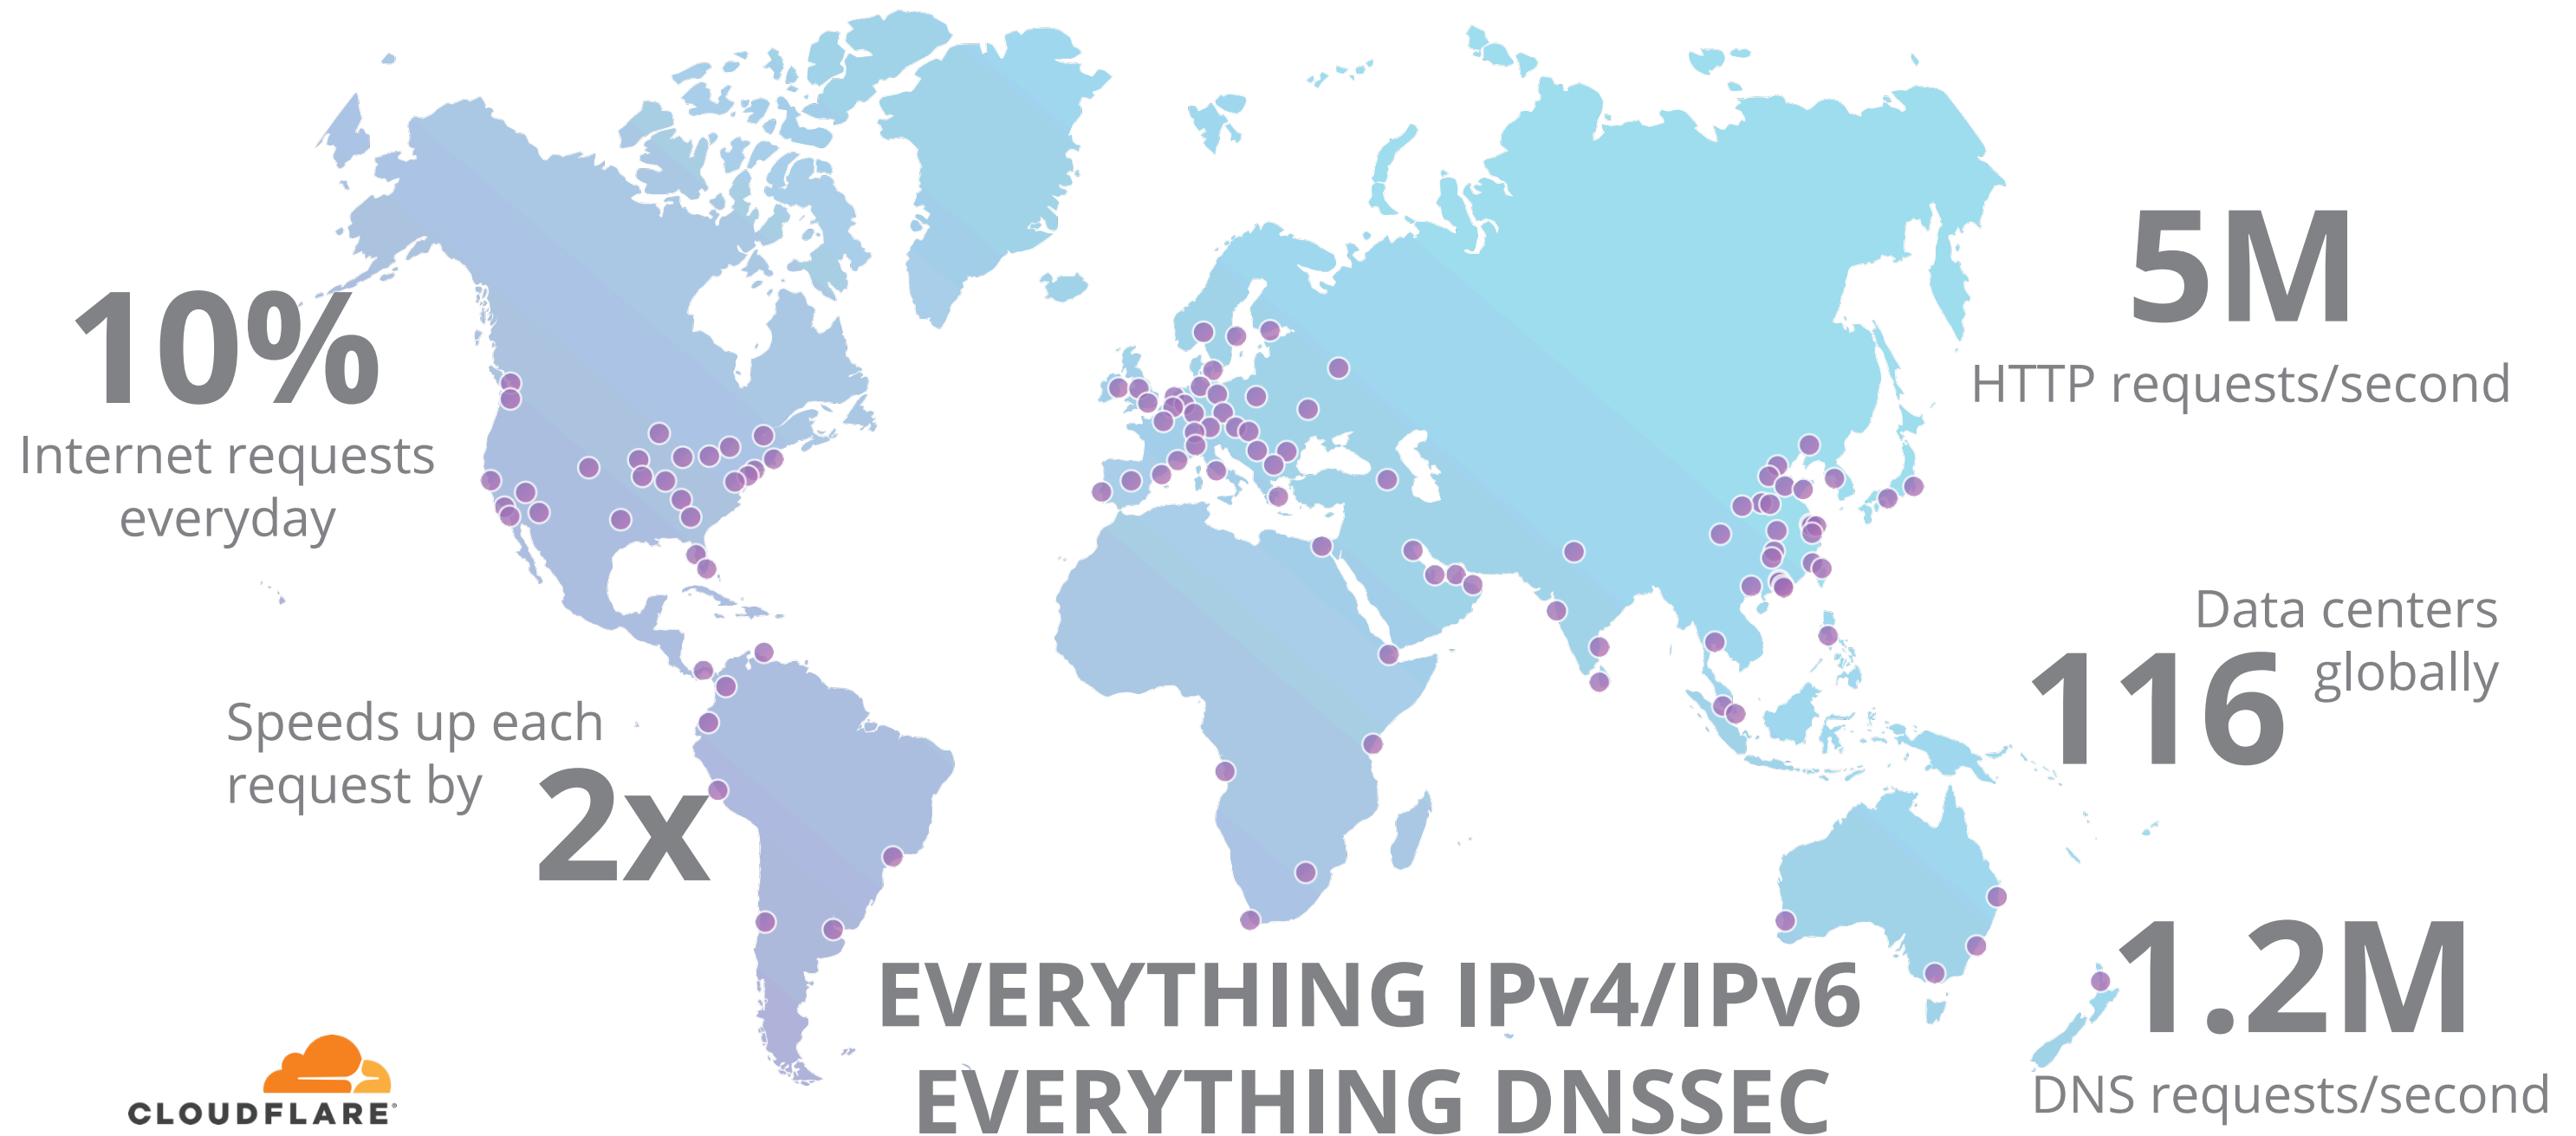 10%
Internet requests
everyday
Speeds up each
request by
2x
5M
HTTP requests/second
Data centers
116 globally
1.2M
DNS requests/second
EVERYTHING IPv4/IPv6
EVERYTHING DNSSEC
CLOUDFLARE®